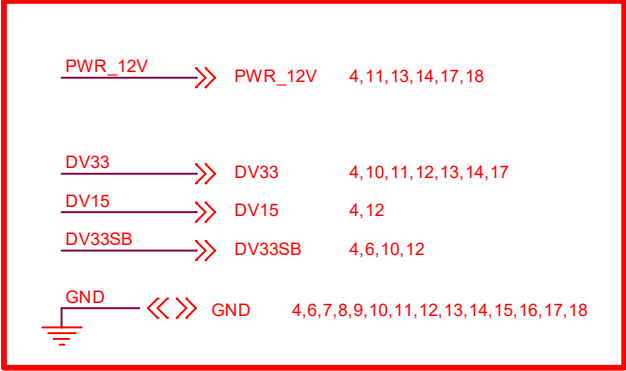 PWR_12V PWR_12V 4,11,13,14,17,18
DV33 DV33 4,10,11,12,13,14,17
DV15 DV15 4,12
DV33SB DV33SB 4,6,10,12
GND GND 4,6,7,8,9,10,11,12,13,14,15,16,17,18